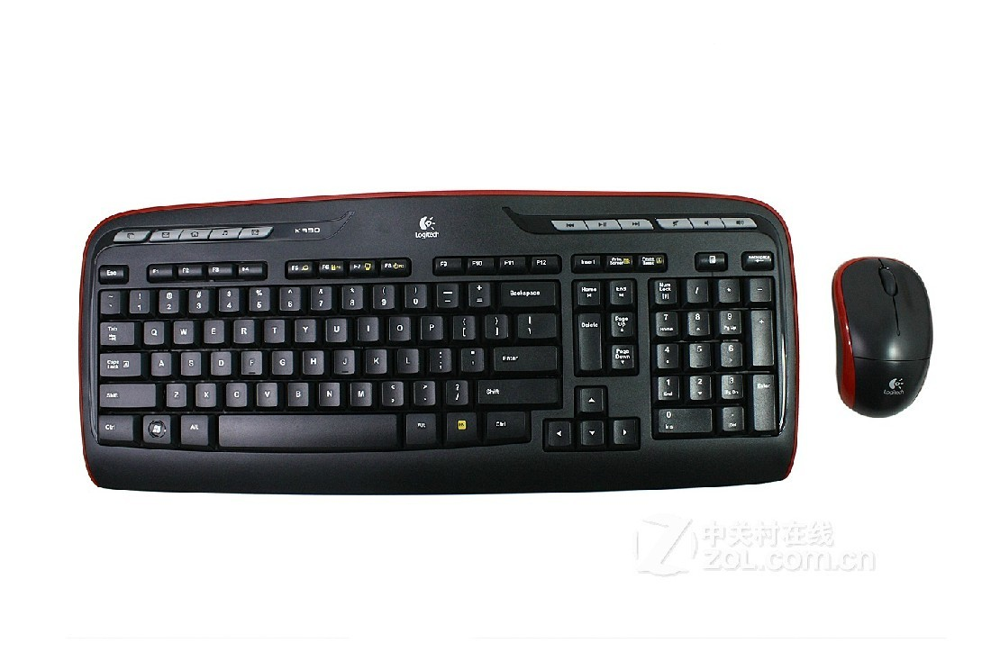 Logitech
K330
Esc F1 F2 F3 F4 F5 F6 F7 F8 F9 F10 F11 F12 Insert Prtn Screen Pause Break Backspace
~ ` ! 1 @ 2 # 3 $ 4 % 5 ^ 6 & 7 * 8 ( 9 ) 0 — - + = Backspace Home End Num Lock / * −
Tab Q W E R T Y U I O P { [ } ] | \ Delete Page Up 7 Home 8 9 Pg Up +
Caps Lock A S D F G H J K L : ; " ' Enter Page Down 4 5 6
Shift Z X C V B N M < , > . ? / Shift 1 End 2 3 Pg Dn Enter
Ctrl Alt Alt Ctrl 0 Ins . Del
Logitech
中关村在线
ZOL.com.cn